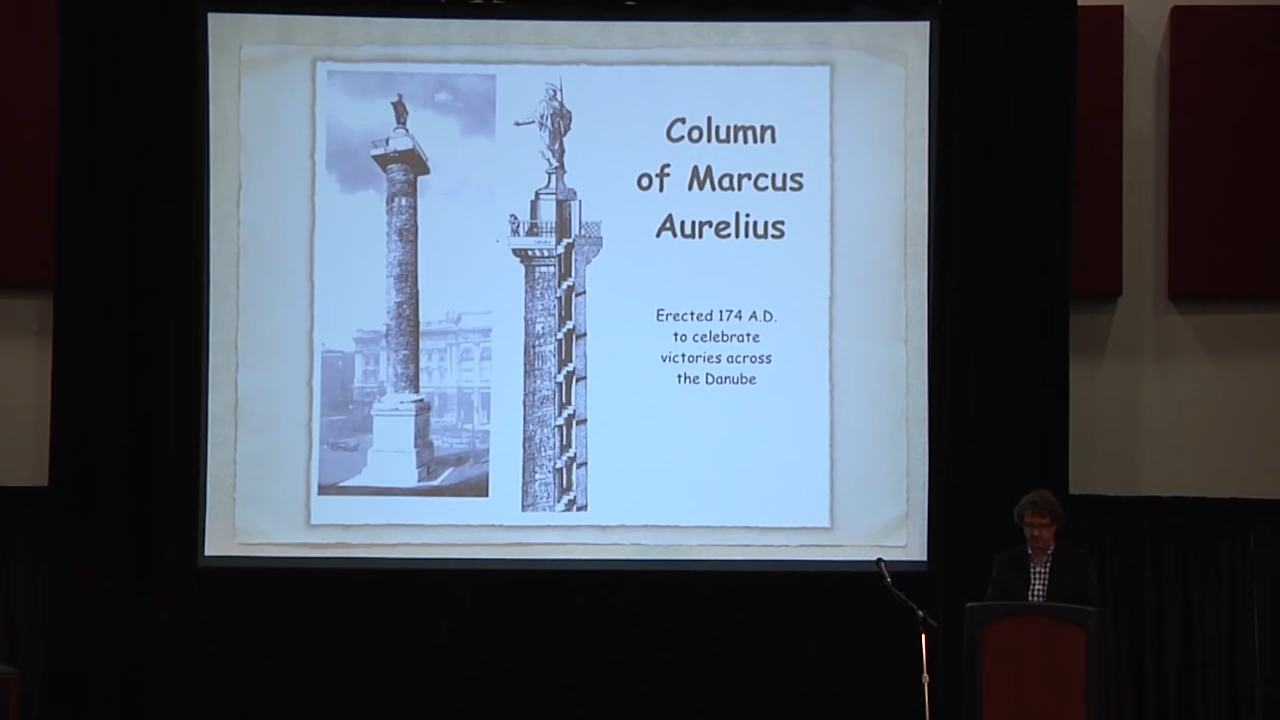 Column
of Marcus
Aurelius
Erected 174 A.D.
to celebrate
victories across
the Danube